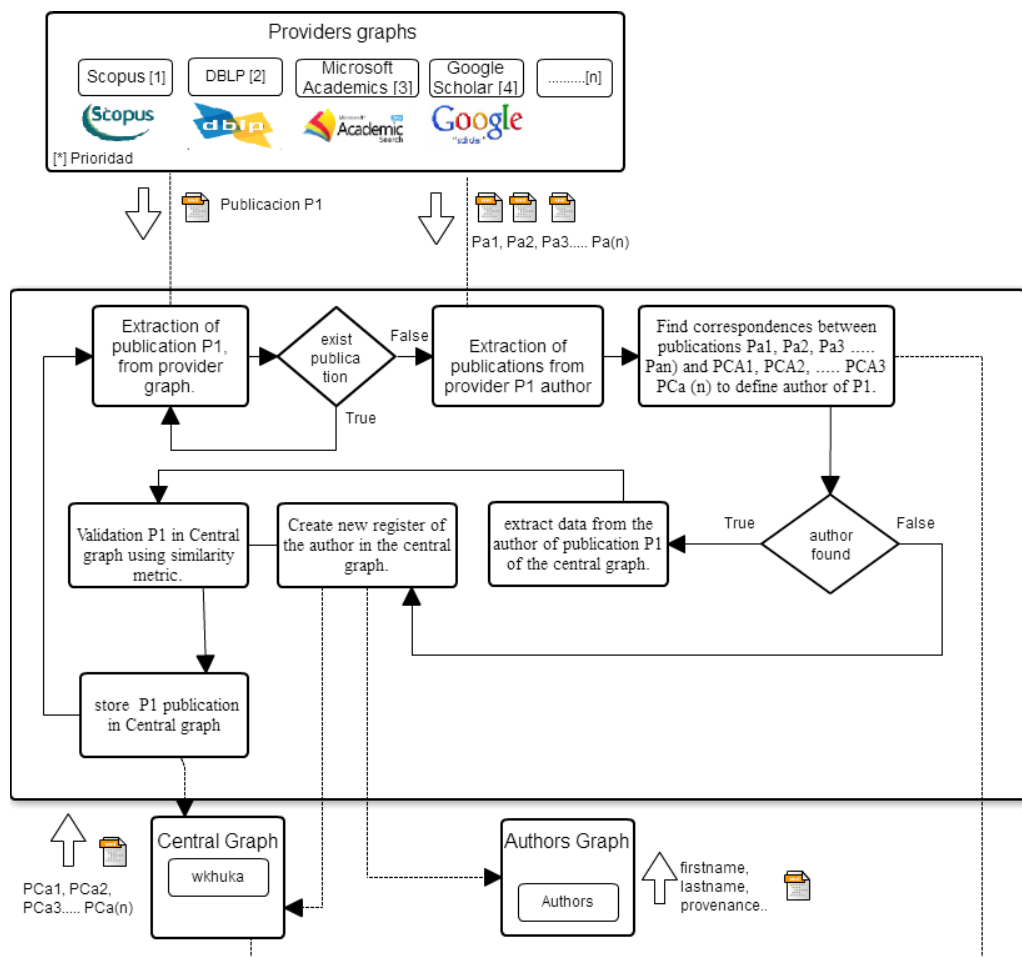 Providers graphs
Scopus [1]
DBLP [2]
Microsoft
Academics [3]
Google
Scholar [4]
..........[n]
Scopus
dblp
Academic
Search
Google
"scholar"
[*] Prioridad
Publicacion P1
Pa1, Pa2, Pa3..... Pa(n)
Extraction of
publication P1,
from provider
graph.
exist
publica
tion
False
True
Extraction of
publications from
provider P1 author
Find correspondences between
publications Pa1, Pa2, Pa3 .....
Pan) and PCA1, PCA2, ..... PCA3
PCa (n) to define author of P1.
Validation P1 in Central
graph using similarity
metric.
Create new register of
the author in the central
graph.
extract data from the
author of publication P1
of the central graph.
True
author
found
False
store P1 publication
in Central graph
PCa1, PCa2,
PCa3..... PCa(n)
Central Graph
wkhuka
Authors Graph
Authors
firstname,
lastname,
provenance..